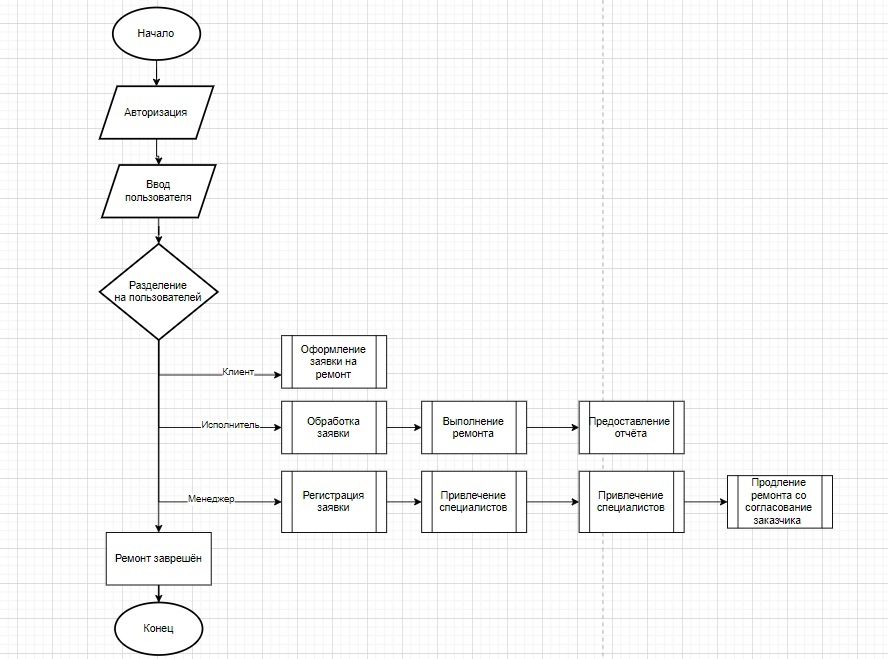 Начало
Авторизация
Ввод
пользователя
Разделение
на пользователей
Клиент
Оформление
заявки на
ремонт
Исполнитель
Обработка
заявки
Выполнение
ремонта
Предоставление
отчёта
Менеджер
Регистрация
заявки
Привлечение
специалистов
Привлечение
специалистов
Продление
ремонта со
согласование
заказчика
Ремонт заврешён
Конец